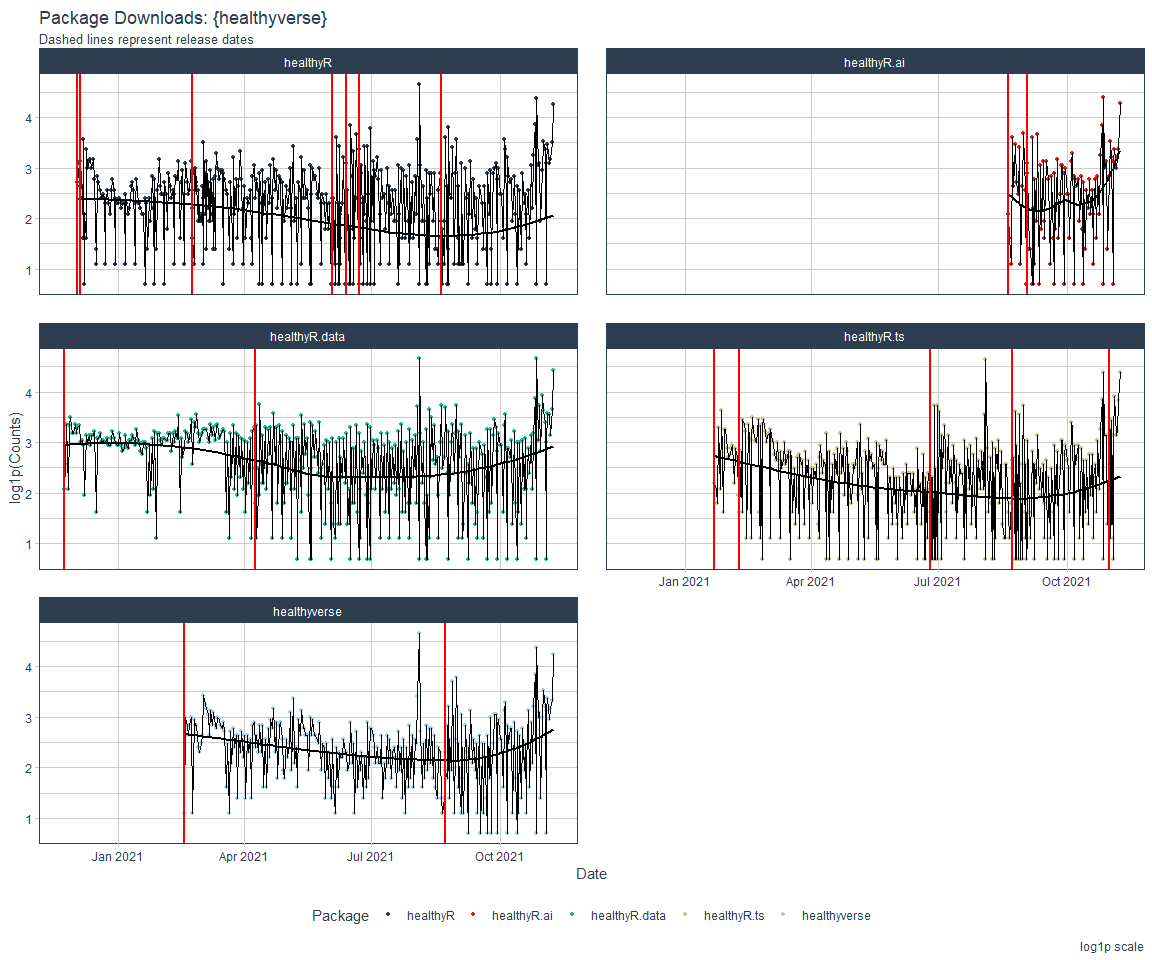 Package Downloads: {healthyverse}
Dashed lines represent release dates
healthyR
healthyR.ai
4
3
2
1
healthyR.data
healthyR.ts
4
3
2
1
log1p(Counts)
Jan 2021 Apr 2021 Jul 2021 Oct 2021
healthyverse
4
3
2
1
Jan 2021 Apr 2021 Jul 2021 Oct 2021
Date
Package healthyR healthyR.ai healthyR.data healthyR.ts healthyverse
log1p scale